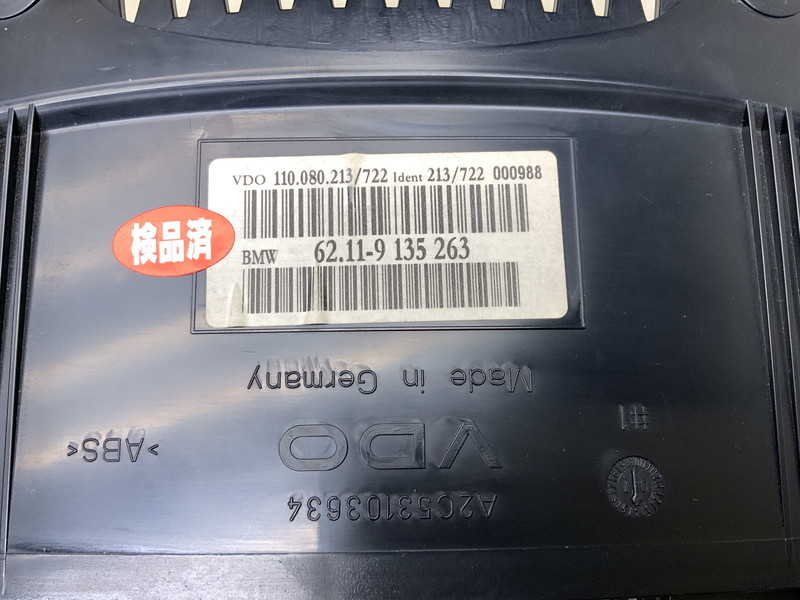 VDO 110.080.213/722 Ident 213/722 000988
検品済
BMW 62.11-9 135 263
Made in Germany
#1
VDO
>ABS<
A2C53103634